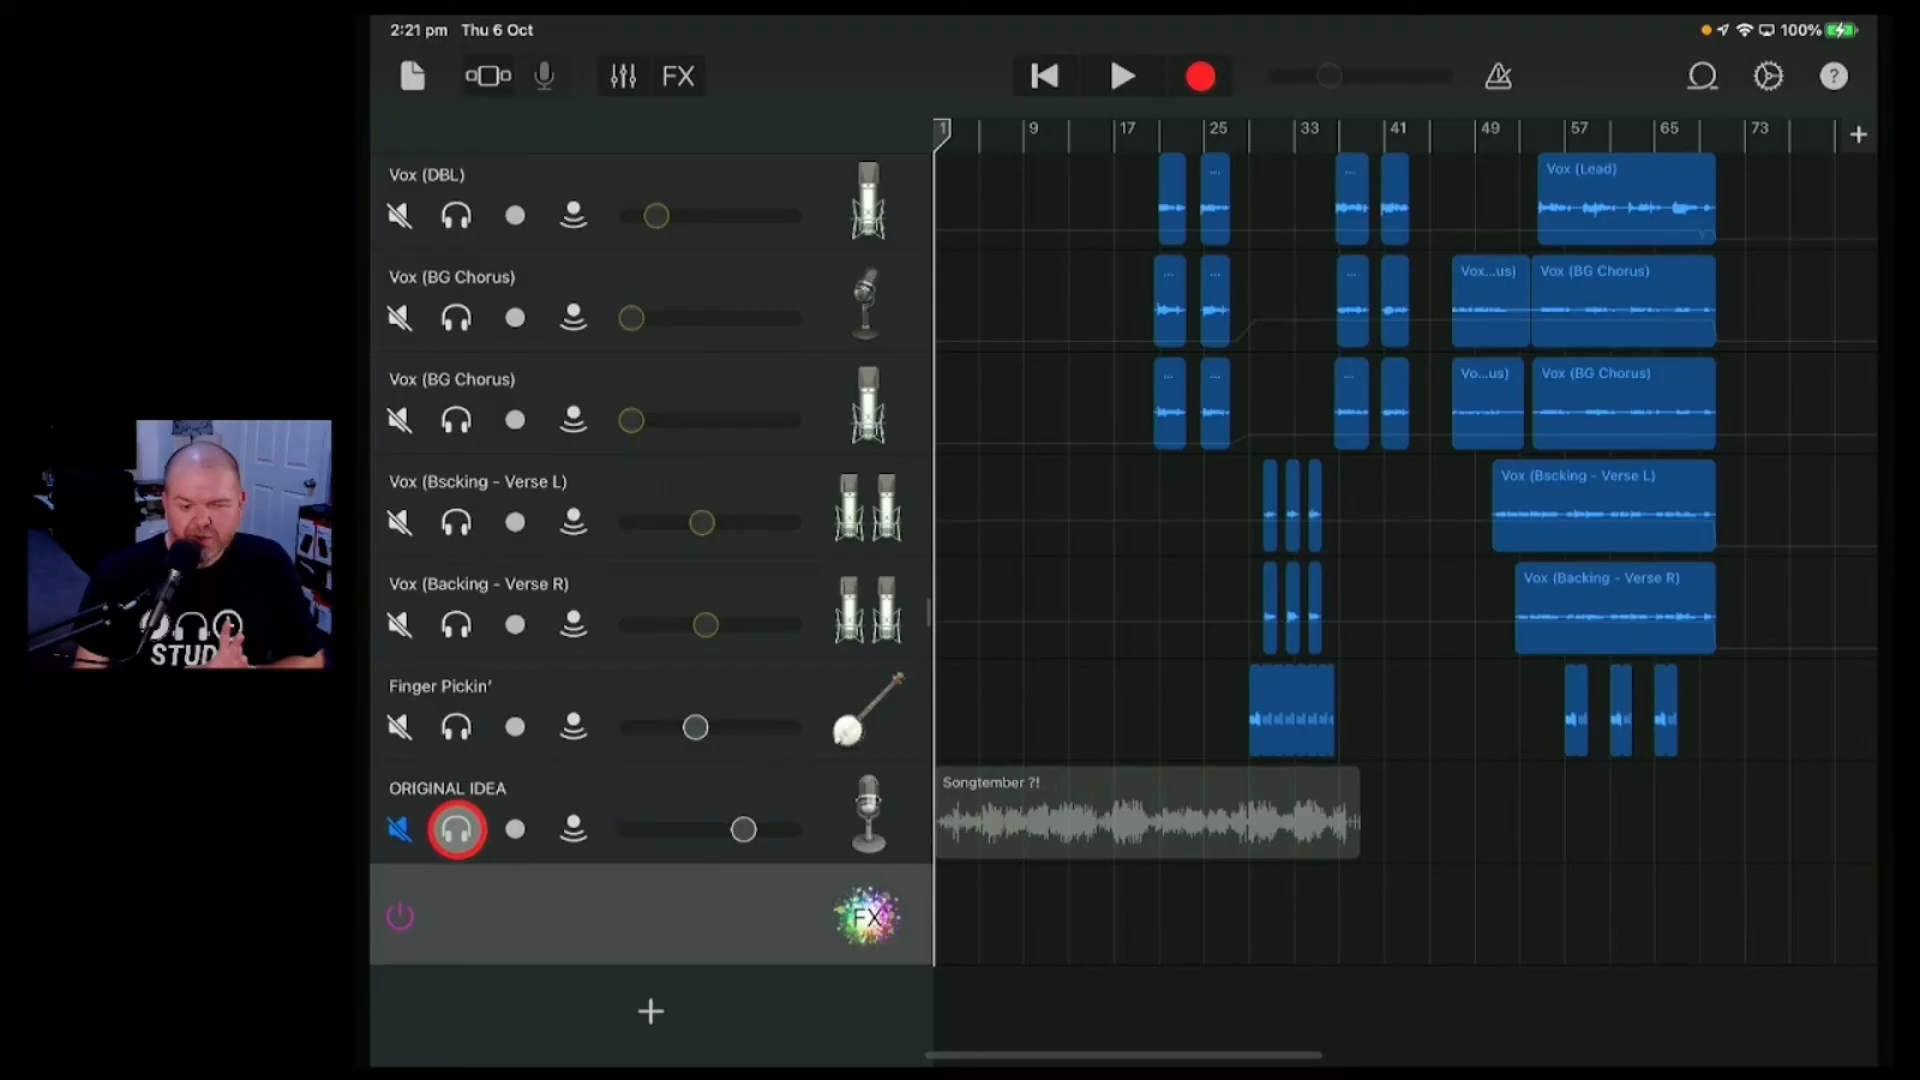 2:21 pm Thu 6 Oct
100%
FX
1 9 17 25 33 41 49 57 65 73
Vox (DBL)
... ...
Vox (Lead)
Vox (BG Chorus)
... ... ...
Vox...us)
Vox (BG Chorus)
Vox (BG Chorus)
... ... ...
Vo...us)
Vox (BG Chorus)
Vox (Bscking - Verse L)
Vox (Bscking - Verse L)
Vox (Backing - Verse R)
Vox (Backing - Verse R)
Finger Pickin'
ORIGINAL IDEA
Songtember ?!
FX